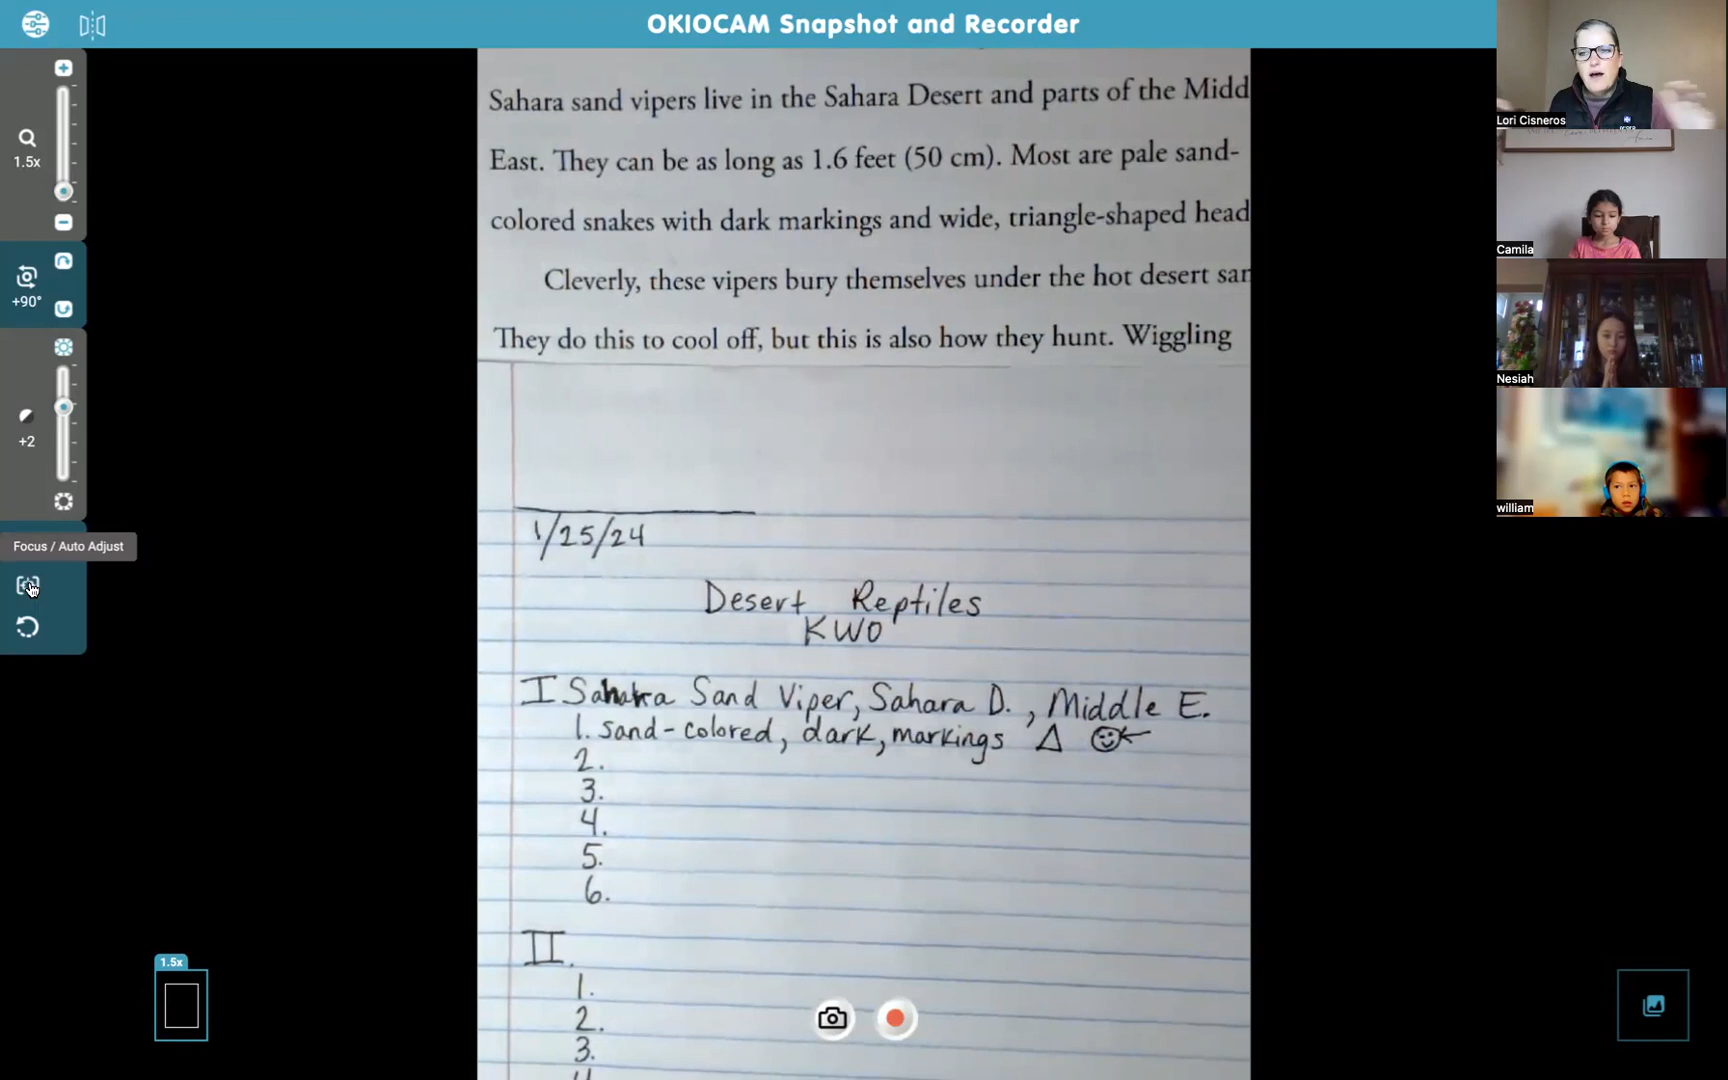 OKIOCAM Snapshot and Recorder
1.5x
+90°
+2
Focus / Auto Adjust
1.5x
Sahara sand vipers live in the Sahara Desert and parts of the Midd
East. They can be as long as 1.6 feet (50 cm). Most are pale sand-
colored snakes with dark markings and wide, triangle-shaped head
Cleverly, these vipers bury themselves under the hot desert san
They do this to cool off, but this is also how they hunt. Wiggling
1/25/24
Desert Reptiles
KWO
I Sahara Sand Viper, Sahara D., Middle E.
1. sand-colored, dark, markings △ ☺←
2.
3.
4.
5.
6.
II.
1.
2.
3.
Lori Cisneros
Camila
Nesiah
william